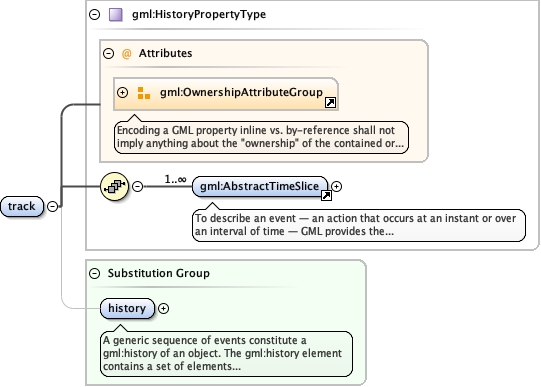 gml:HistoryPropertyType
@ Attributes
gml:OwnershipAttributeGroup
Encoding a GML property inline vs. by-reference shall not
imply anything about the "ownership" of the contained or...
1..∞
gml:AbstractTimeSlice
track
To describe an event — an action that occurs at an instant or over
an interval of time — GML provides the...
Substitution Group
history
A generic sequence of events constitute a
gml:history of an object. The gml:history element
contains a set of elements...